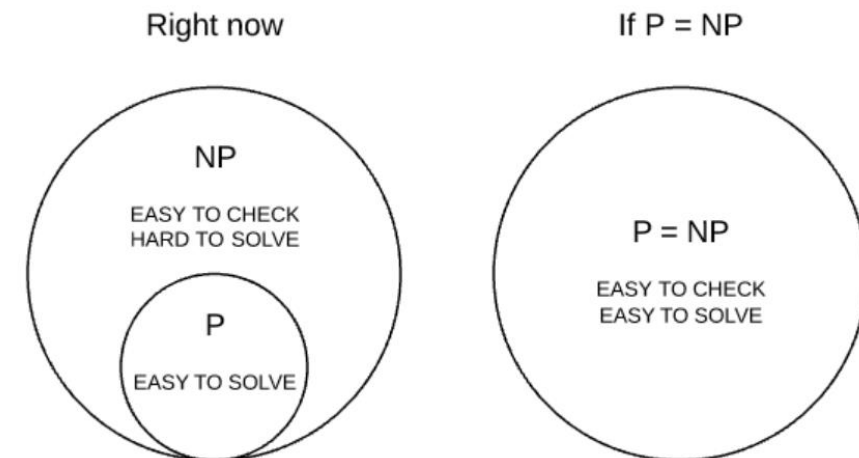 Right now
If P = NP
NP
EASY TO CHECK
HARD TO SOLVE
P
EASY TO SOLVE
P = NP
EASY TO CHECK
EASY TO SOLVE